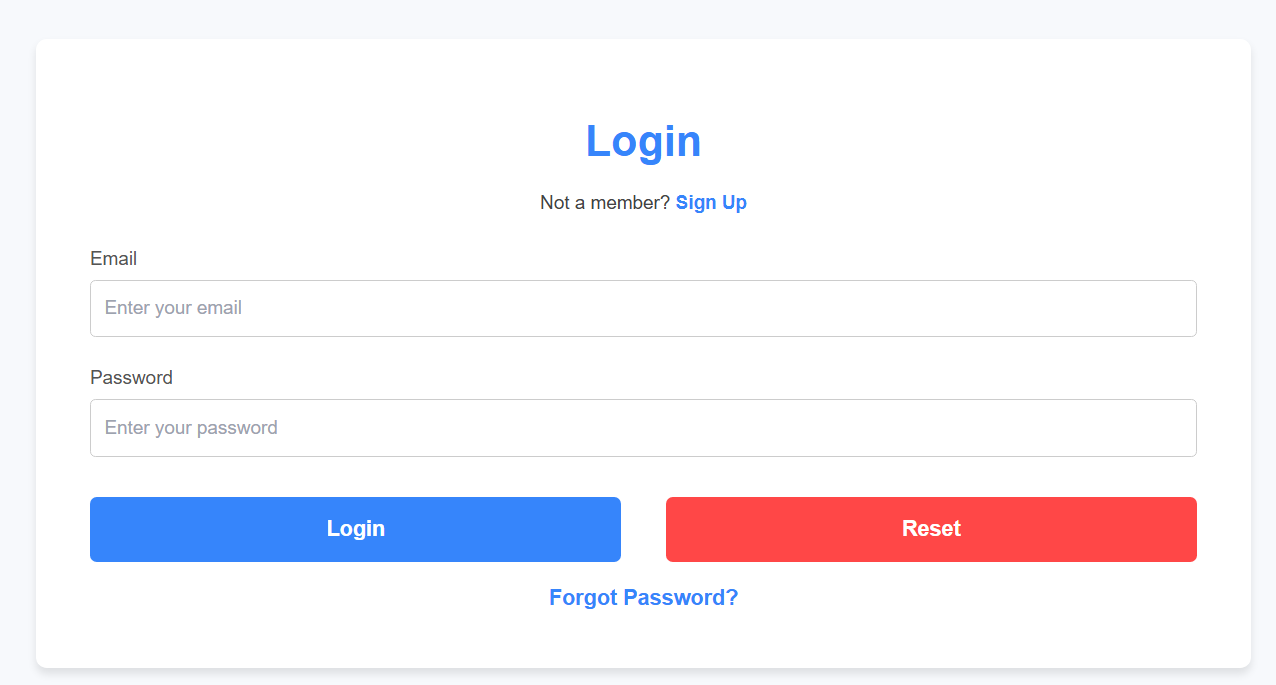 Login
Not a member? Sign Up
Email
Enter your email
Password
Enter your password
Login
Reset
Forgot Password?